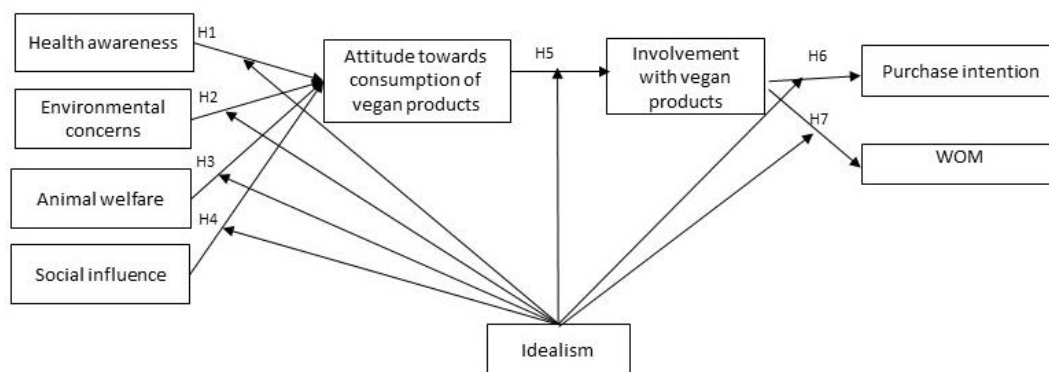 Health awareness
H1
Environmental
concerns
H2
Animal welfare
H3
Social influence
H4
Attitude towards
consumption of
vegan products
H5
Involvement
with vegan
products
H6
Purchase intention
H7
WOM
Idealism